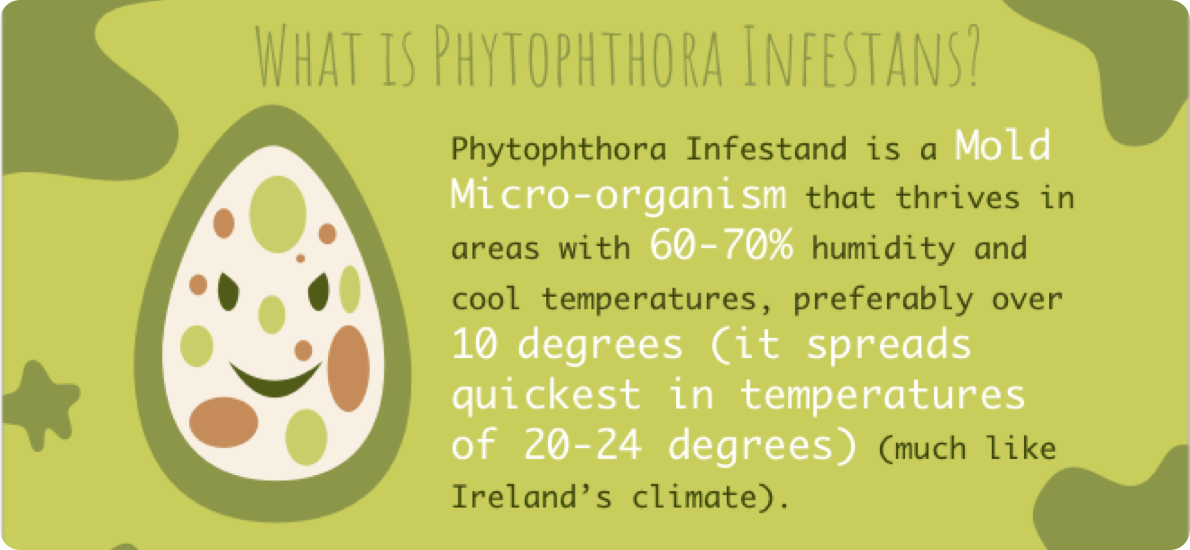 What is Phytophthora Infestans?
Phytophthora Infestand is a Mold
Micro-organism that thrives in
areas with 60-70% humidity and
cool temperatures, preferably over
10 degrees (it spreads
quickest in temperatures
of 20-24 degrees) (much like
Ireland’s climate).